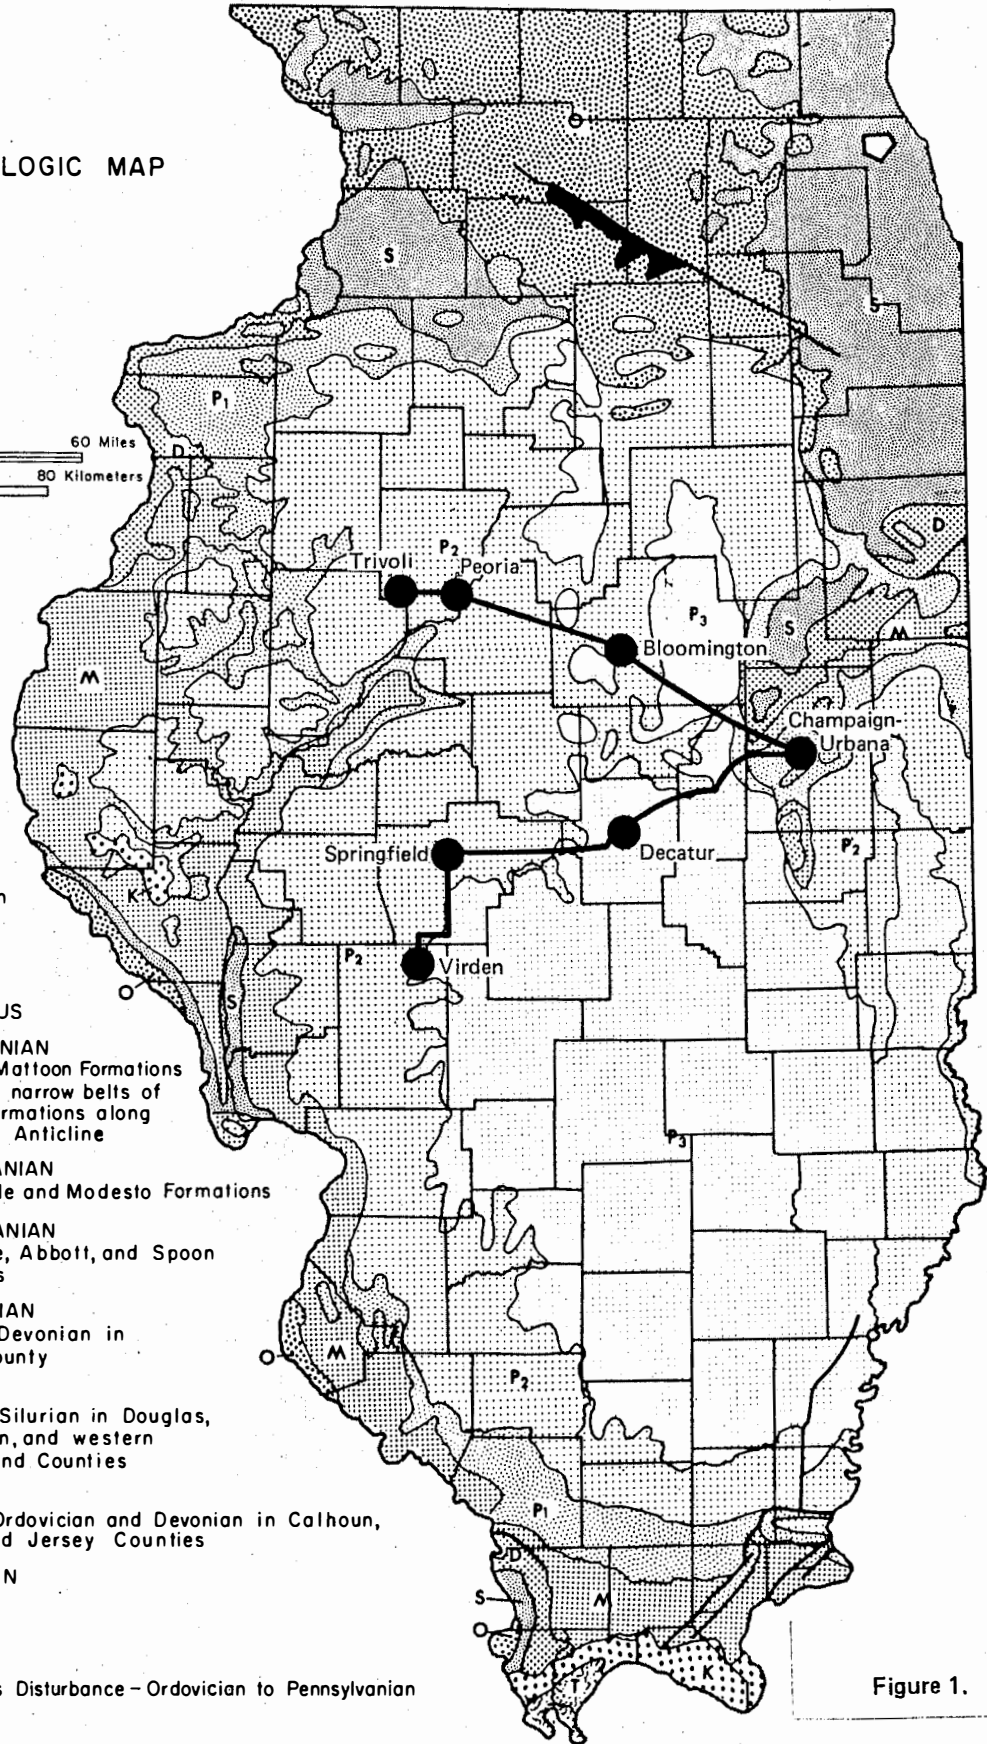 LOGIC MAP
S
S
P1
60 Miles
D
80 Kilometers
D
P2
Trivoli
Peoria
P3
S
M
Bloomington
M
Champaign-
Urbana
Springfield
Decatur
P2
K
P2
Virden
O
S
US
NIAN
Mattoon Formations
narrow belts of
rmations along
Anticline
P3
ANIAN
le and Modesto Formations
ANIAN
e, Abbott, and Spoon
s
IAN
Devonian in
ounty
O
M
P2
Silurian in Douglas,
n, and western
nd Counties
P1
Ordovician and Devonian in Calhoun,
d Jersey Counties
D
N
S
M
O
K
T
s Disturbance – Ordovician to Pennsylvanian
Figure 1.